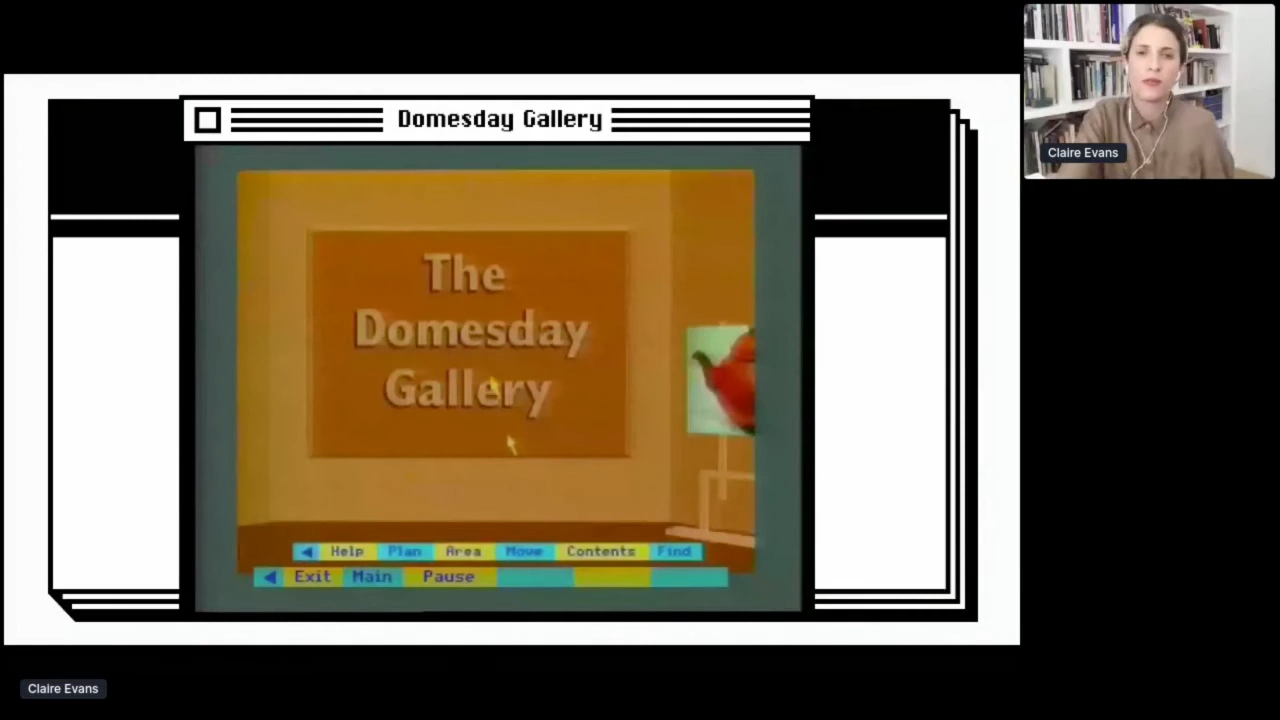 Domesday Gallery
The
Domesday
Gallery
Help Plan Area Move Contents Find
Exit Main Pause
Claire Evans
Claire Evans